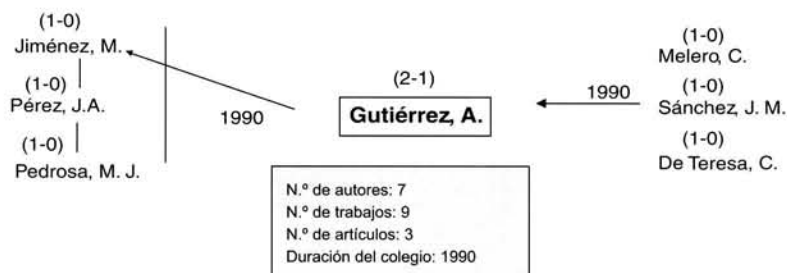 (1-0)
Jiménez, M.
(1-0)
Pérez, J.A.
(1-0)
Pedrosa, M. J.
1990
(2-1)
Gutiérrez, A.
1990
(1-0)
Melero, C.
(1-0)
Sánchez, J. M.
(1-0)
De Teresa, C.
N.º de autores: 7
N.º de trabajos: 9
N.º de artículos: 3
Duración del colegio: 1990